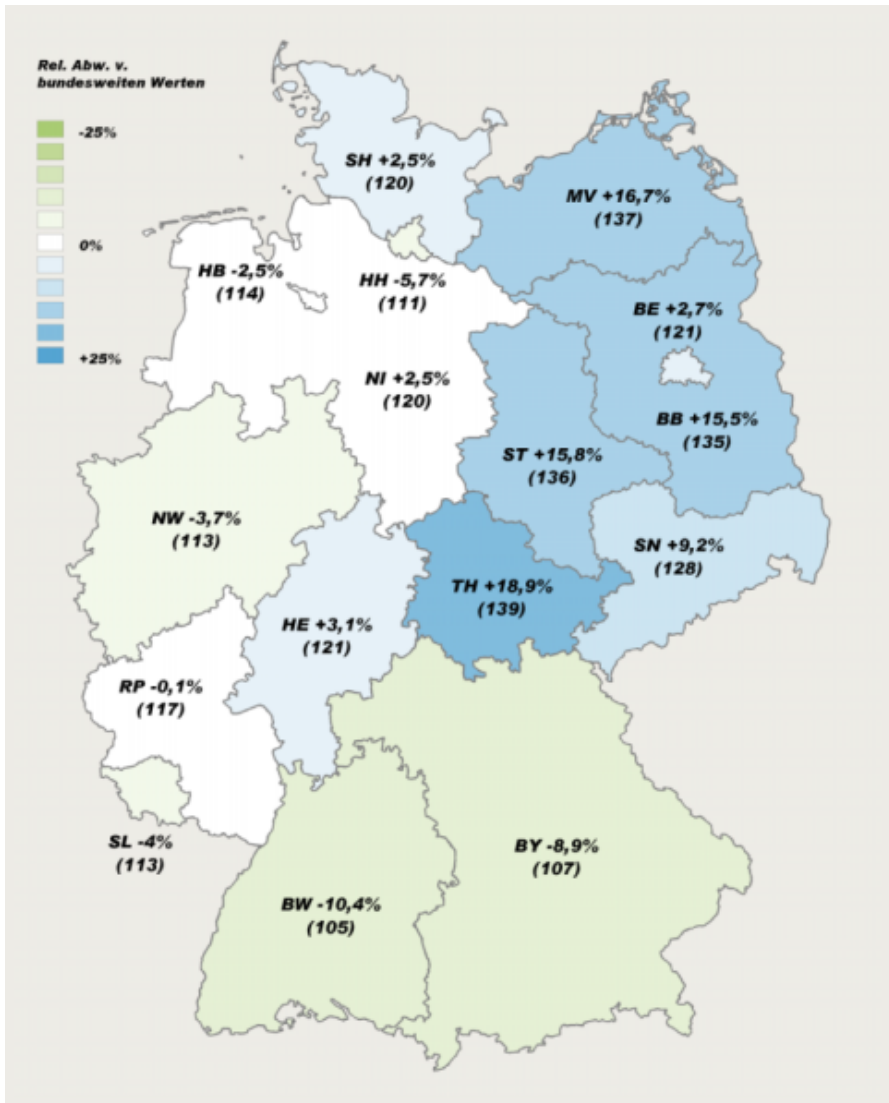 Rel. Abw. v.
bundesweiten Werten
-25%
0%
+25%
SH +2,5%
(120)
MV +16,7%
(137)
HB -2,5%
(114)
HH -5,7%
(111)
BE +2,7%
(121)
NI +2,5%
(120)
BB +15,5%
(135)
ST +15,8%
(136)
NW -3,7%
(113)
SN +9,2%
(128)
TH +18,9%
(139)
HE +3,1%
(121)
RP -0,1%
(117)
SL -4%
(113)
BY -8,9%
(107)
BW -10,4%
(105)